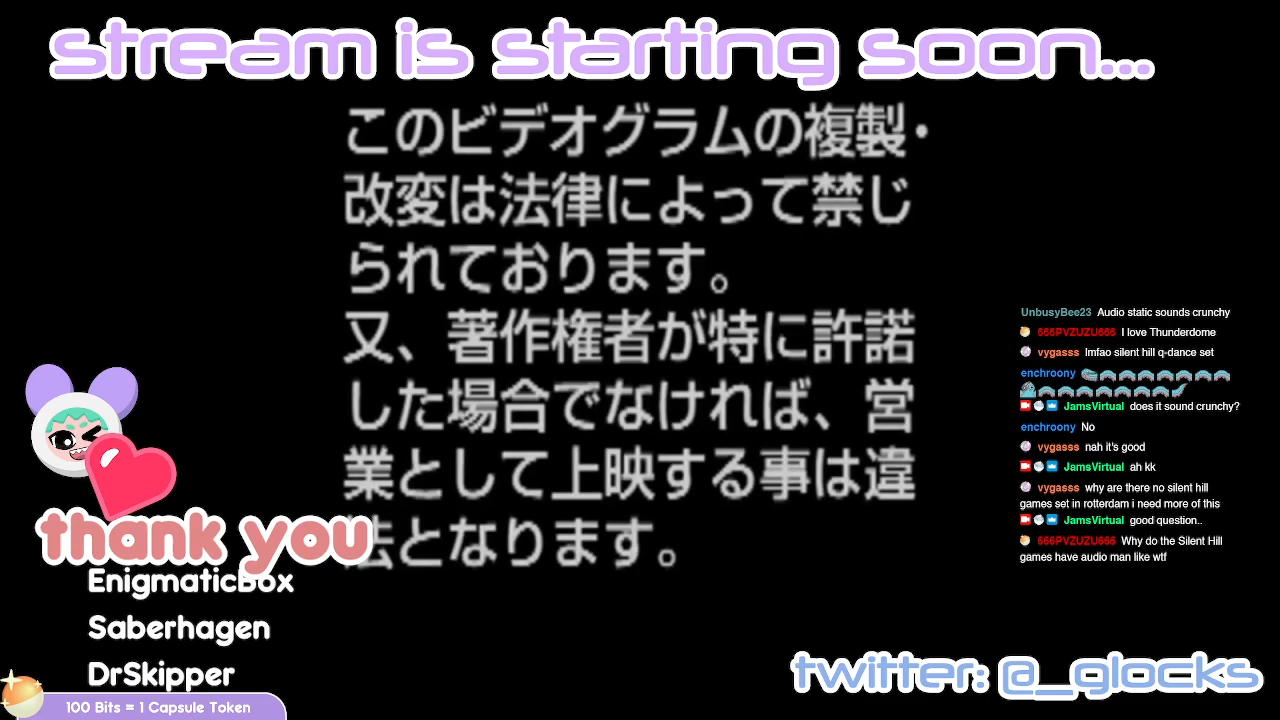 stream is starting soon...
このビデオグラムの複製・
改変は法律によって禁じ
られております。
又、著作権者が特に許諾
した場合でなければ、営
業として上映する事は違
法となります。
UnbusyBee23 Audio static sounds crunchy
666PVZUZU666 I love Thunderdome
vygasss lmfao silent hill q-dance set
enchroony
JamsVirtual does it sound crunchy?
enchroony No
vygasss nah it's good
JamsVirtual ah kk
vygasss why are there no silent hill
games set in rotterdam i need more of this
JamsVirtual good question..
666PVZUZU666 Why do the Silent Hill
games have audio man like wtf
thank you
EnigmaticBox
Saberhagen
DrSkipper
100 Bits = 1 Capsule Token
twitter: @_glocks